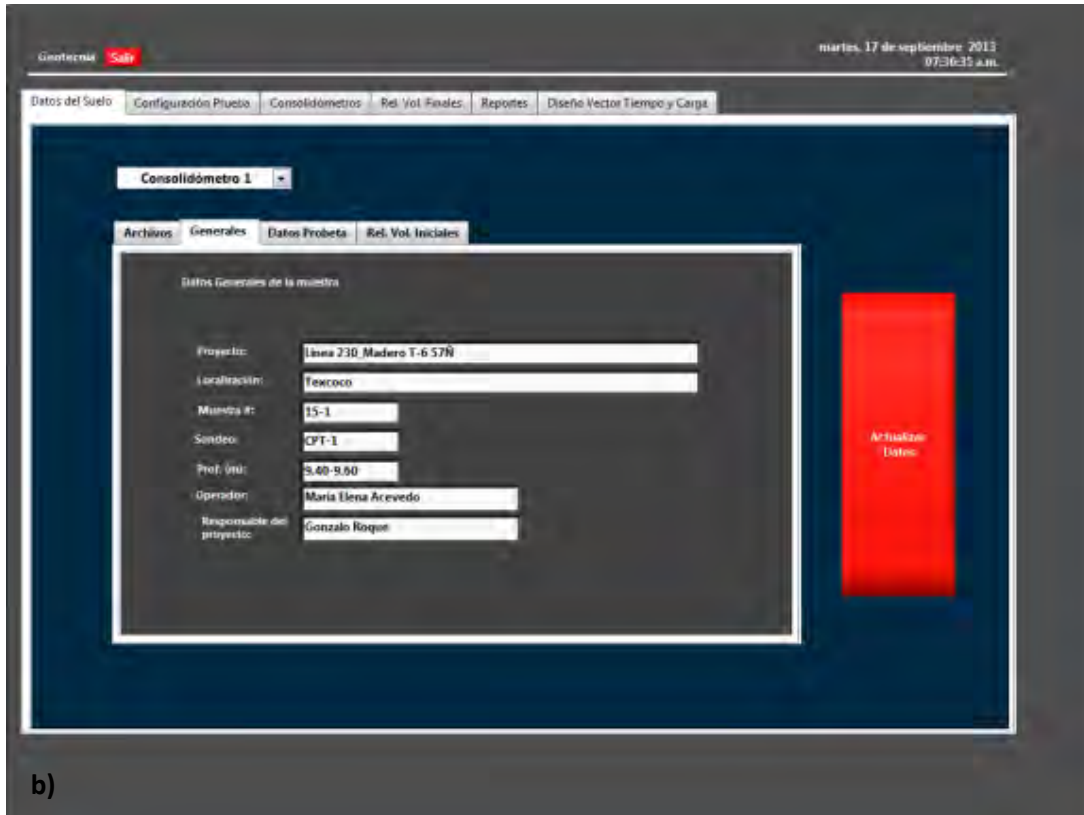 Geotecnia Salir
martes, 17 de septiembre 2013
07:36:35 a.m.
Datos del Suelo Configuración Prueba Consolidómetros Rel. Vol. Finales Reportes Diseño Vector Tiempo y Carga
Consolidómetro 1
Archivos Generales Datos Probeta Rel. Vol. Iniciales
Datos Generales de la muestra
Proyecto: Linea 230_Madero T-6 57Ñ
Localización: Texcoco
Muestra #: 15-1
Sondeo: CPT-1
Prof. (m): 9.40-9.60
Operador: Maria Elena Acevedo
Responsable del
proyecto: Gonzalo Roque
Actualizar
Datos
b)